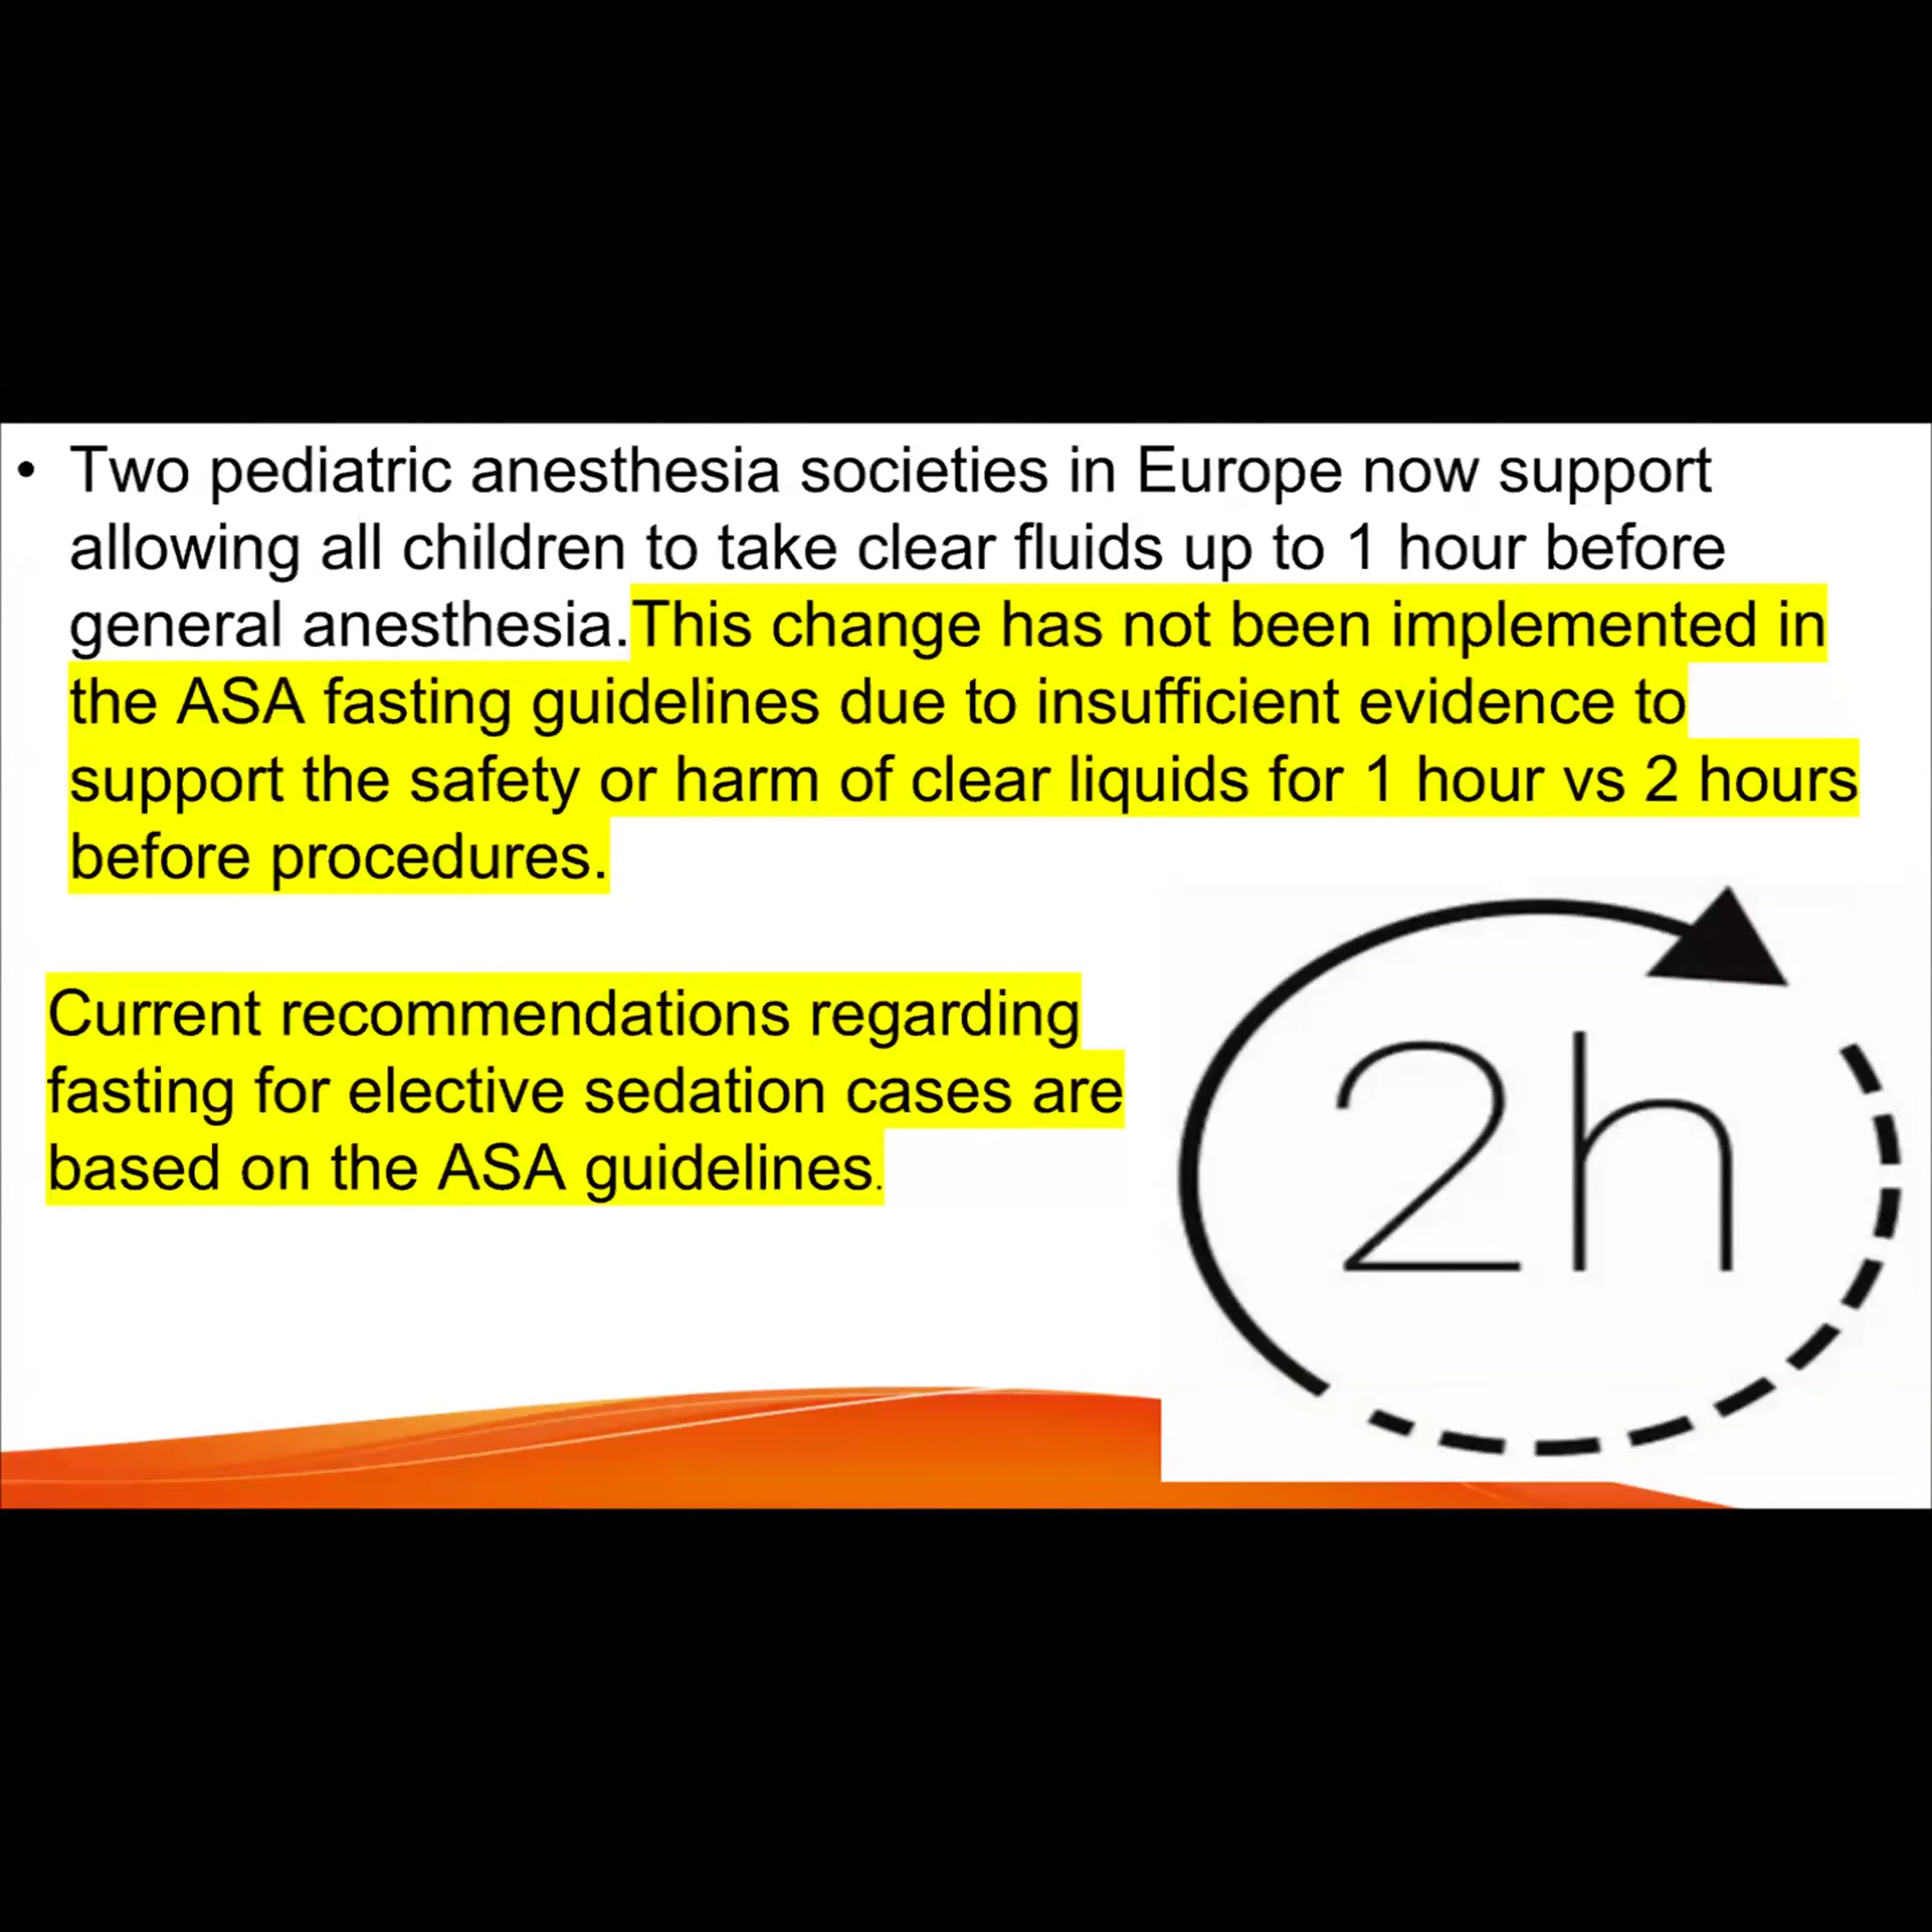 • Two pediatric anesthesia societies in Europe now support
allowing all children to take clear fluids up to 1 hour before
general anesthesia. This change has not been implemented in
the ASA fasting guidelines due to insufficient evidence to
support the safety or harm of clear liquids for 1 hour vs 2 hours
before procedures.
Current recommendations regarding
fasting for elective sedation cases are
based on the ASA guidelines.
2h